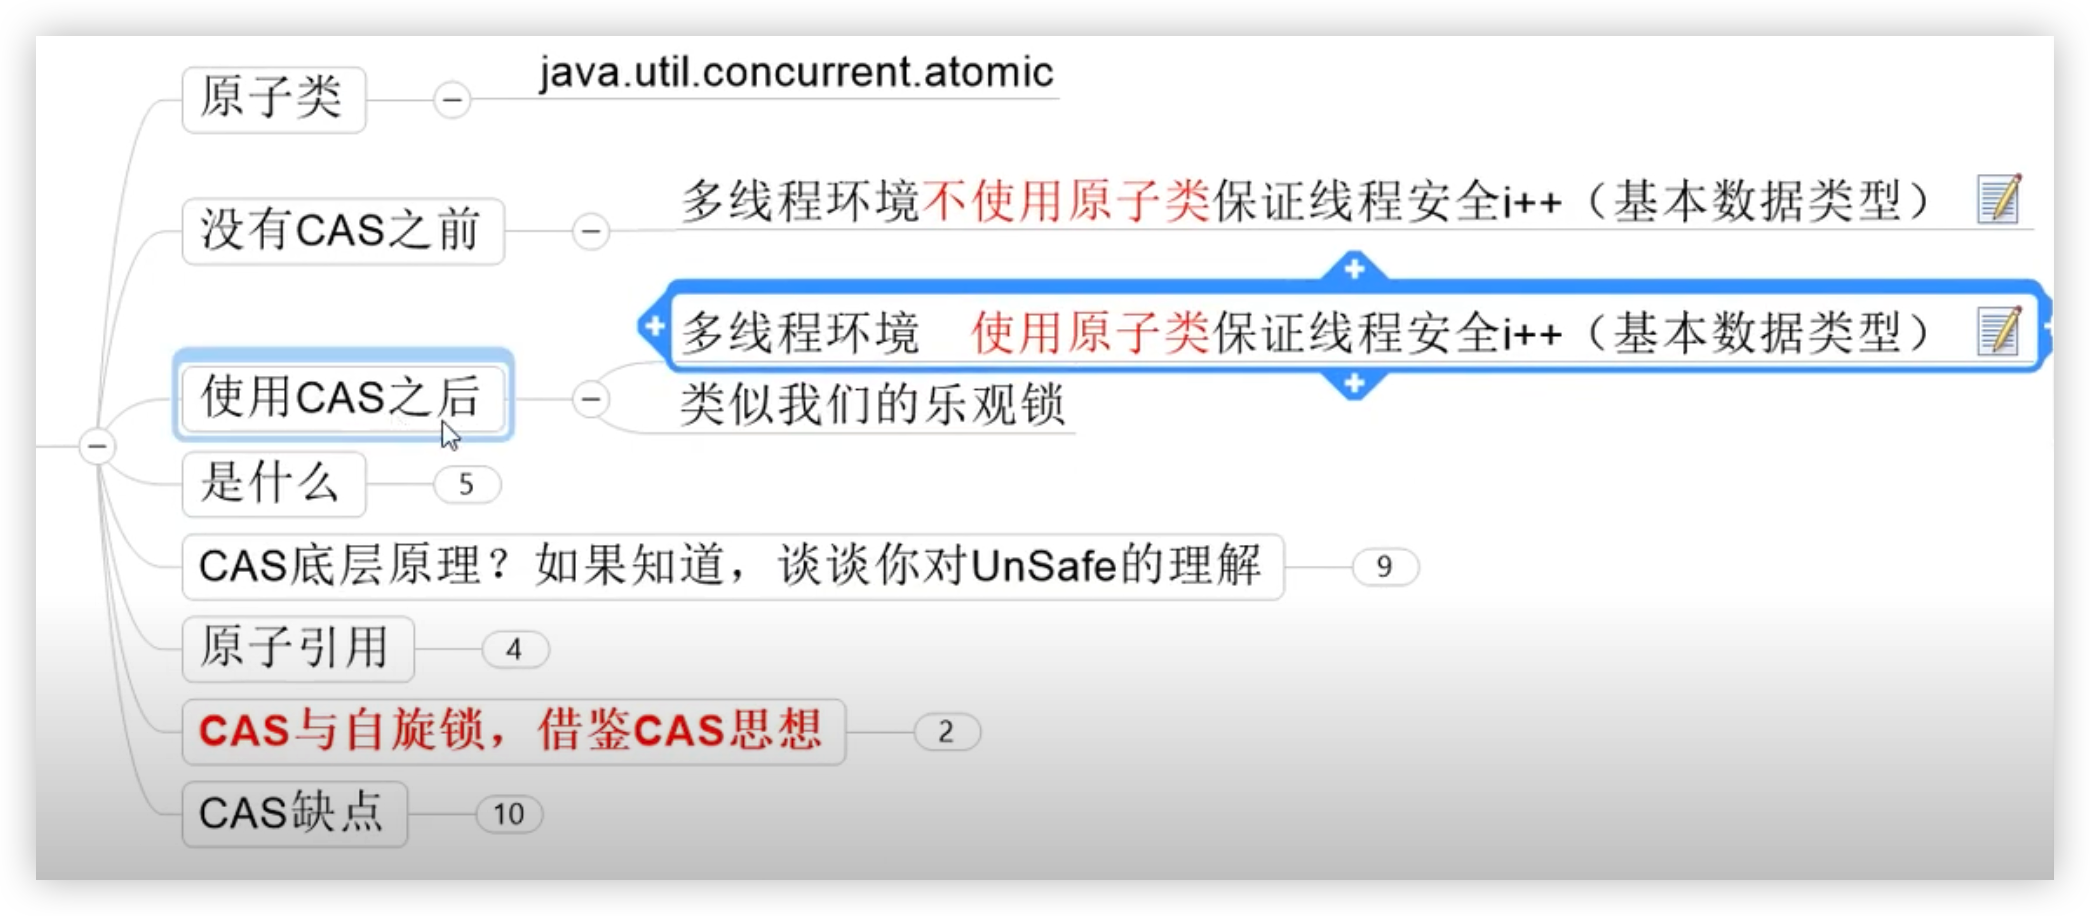 原子类
java.util.concurrent.atomic
没有CAS之前
多线程环境不使用原子类保证线程安全i++（基本数据类型）
使用CAS之后
多线程环境 使用原子类保证线程安全i++（基本数据类型）
类似我们的乐观锁
是什么
5
CAS底层原理？如果知道，谈谈你对UnSafe的理解
9
原子引用
4
CAS与自旋锁，借鉴CAS思想
2
CAS缺点
10